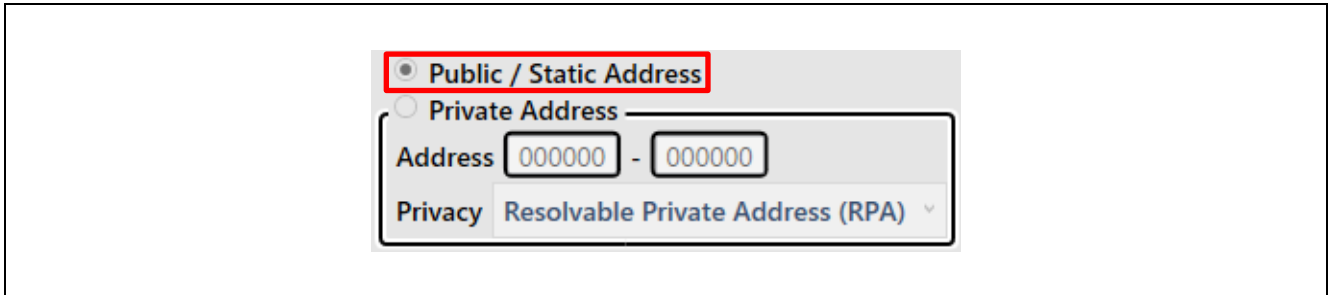 Public / Static Address
Private Address
Address 000000 - 000000
Privacy Resolvable Private Address (RPA)